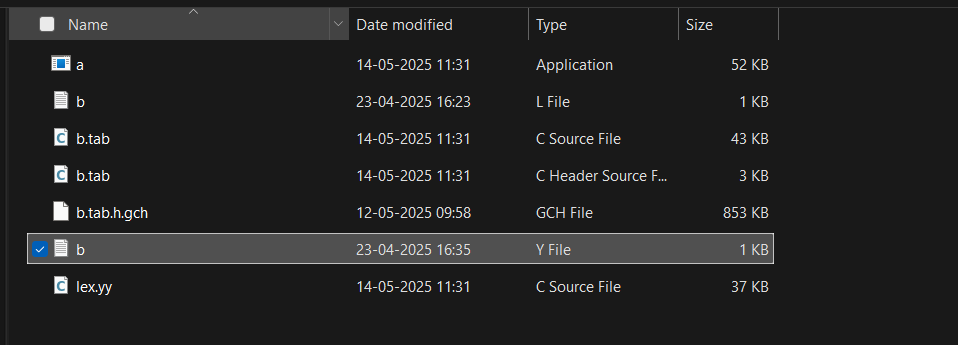 Name Date modified Type Size
a 14-05-2025 11:31 Application 52 KB
b 23-04-2025 16:23 L File 1 KB
b.tab 14-05-2025 11:31 C Source File 43 KB
b.tab 14-05-2025 11:31 C Header Source F... 3 KB
b.tab.h.gch 12-05-2025 09:58 GCH File 853 KB
b 23-04-2025 16:35 Y File 1 KB
lex.yy 14-05-2025 11:31 C Source File 37 KB